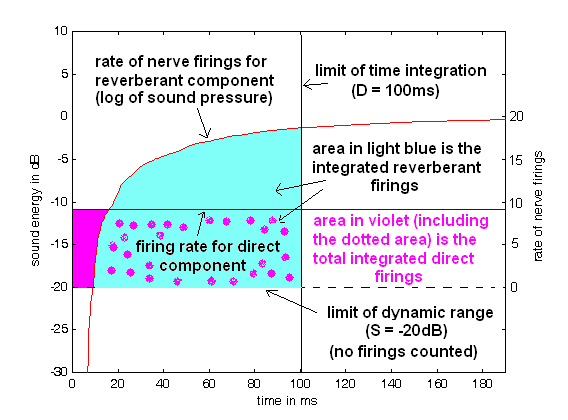 10
5
0
-5
-10
-15
-20
-25
-30
sound energy in dB
rate of nerve firings for
reverberant component
(log of sound pressure)
limit of time integration
(D = 100ms)
area in light blue is the
integrated reverberant
firings
firing rate for direct
component
area in violet (including
the dotted area) is the
total integrated direct
firings
limit of dynamic range
(S = -20dB)
(no firings counted)
20
15
10
5
0
rate of nerve firings
0
20
40
60
80
100
120
140
160
180
time in ms